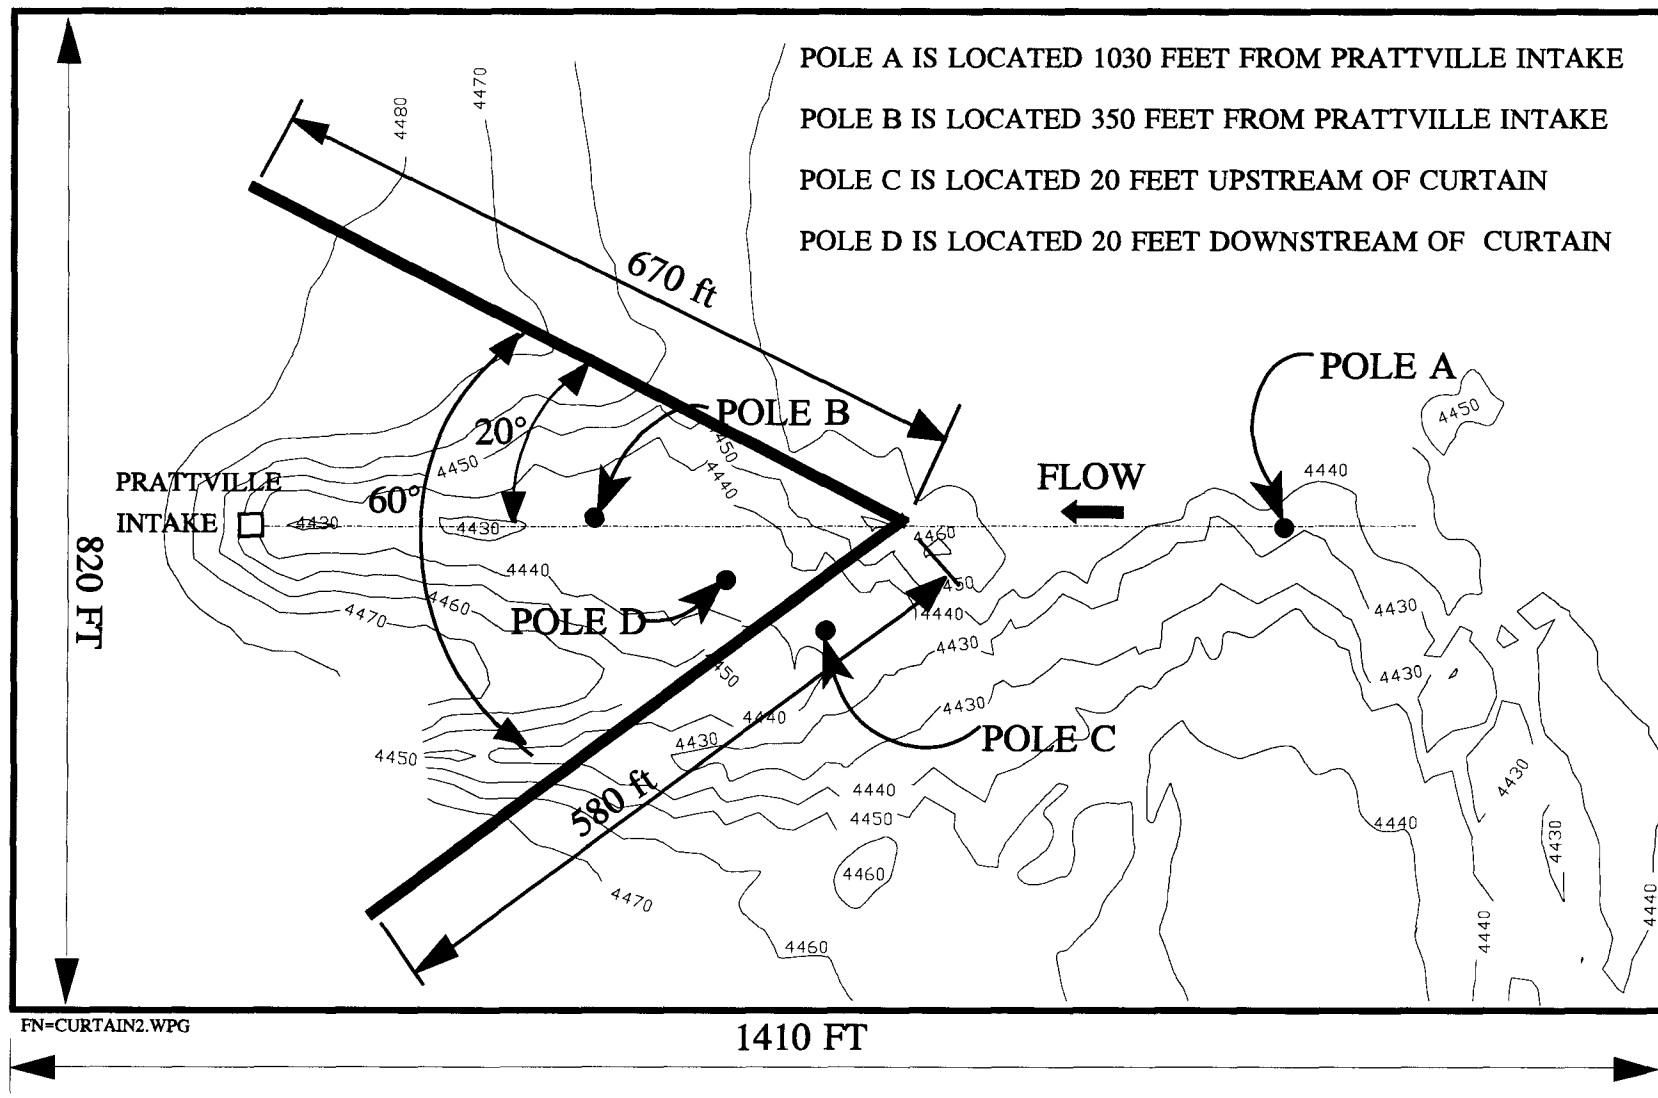 POLE A IS LOCATED 1030 FEET FROM PRATTVILLE INTAKE
POLE B IS LOCATED 350 FEET FROM PRATTVILLE INTAKE
POLE C IS LOCATED 20 FEET UPSTREAM OF CURTAIN
POLE D IS LOCATED 20 FEET DOWNSTREAM OF CURTAIN
4480
4470
670 ft
POLE A
4450
POLE B
20°
4450
4450
4440
4440
FLOW
60°
PRATTVILLE
INTAKE
4430
4430
4460
820 FT
4440
4450
4460
4440
4430
4470
POLE D
4430
4450
4430
4440
4430
POLE C
4430
4450
580 ft
4430
4440
4450
4440
4430
4460
4470
4440
4440
4460
FN=CURTAIN2.WPG
1410 FT